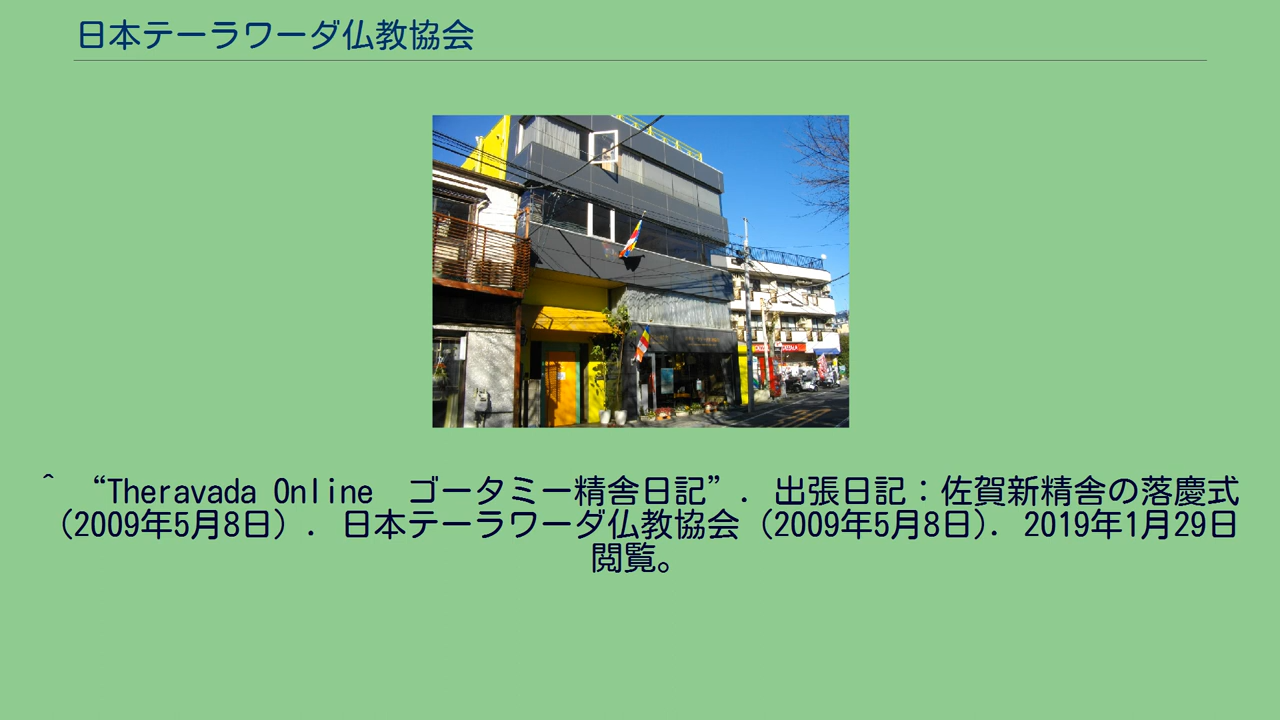 日本テーラワーダ仏教協会
^ “Theravada Online　ゴータミー精舎日記”. 出張日記：佐賀新精舎の落慶式
（2009年5月8日）. 日本テーラワーダ仏教協会 (2009年5月8日). 2019年1月29日
閲覧。